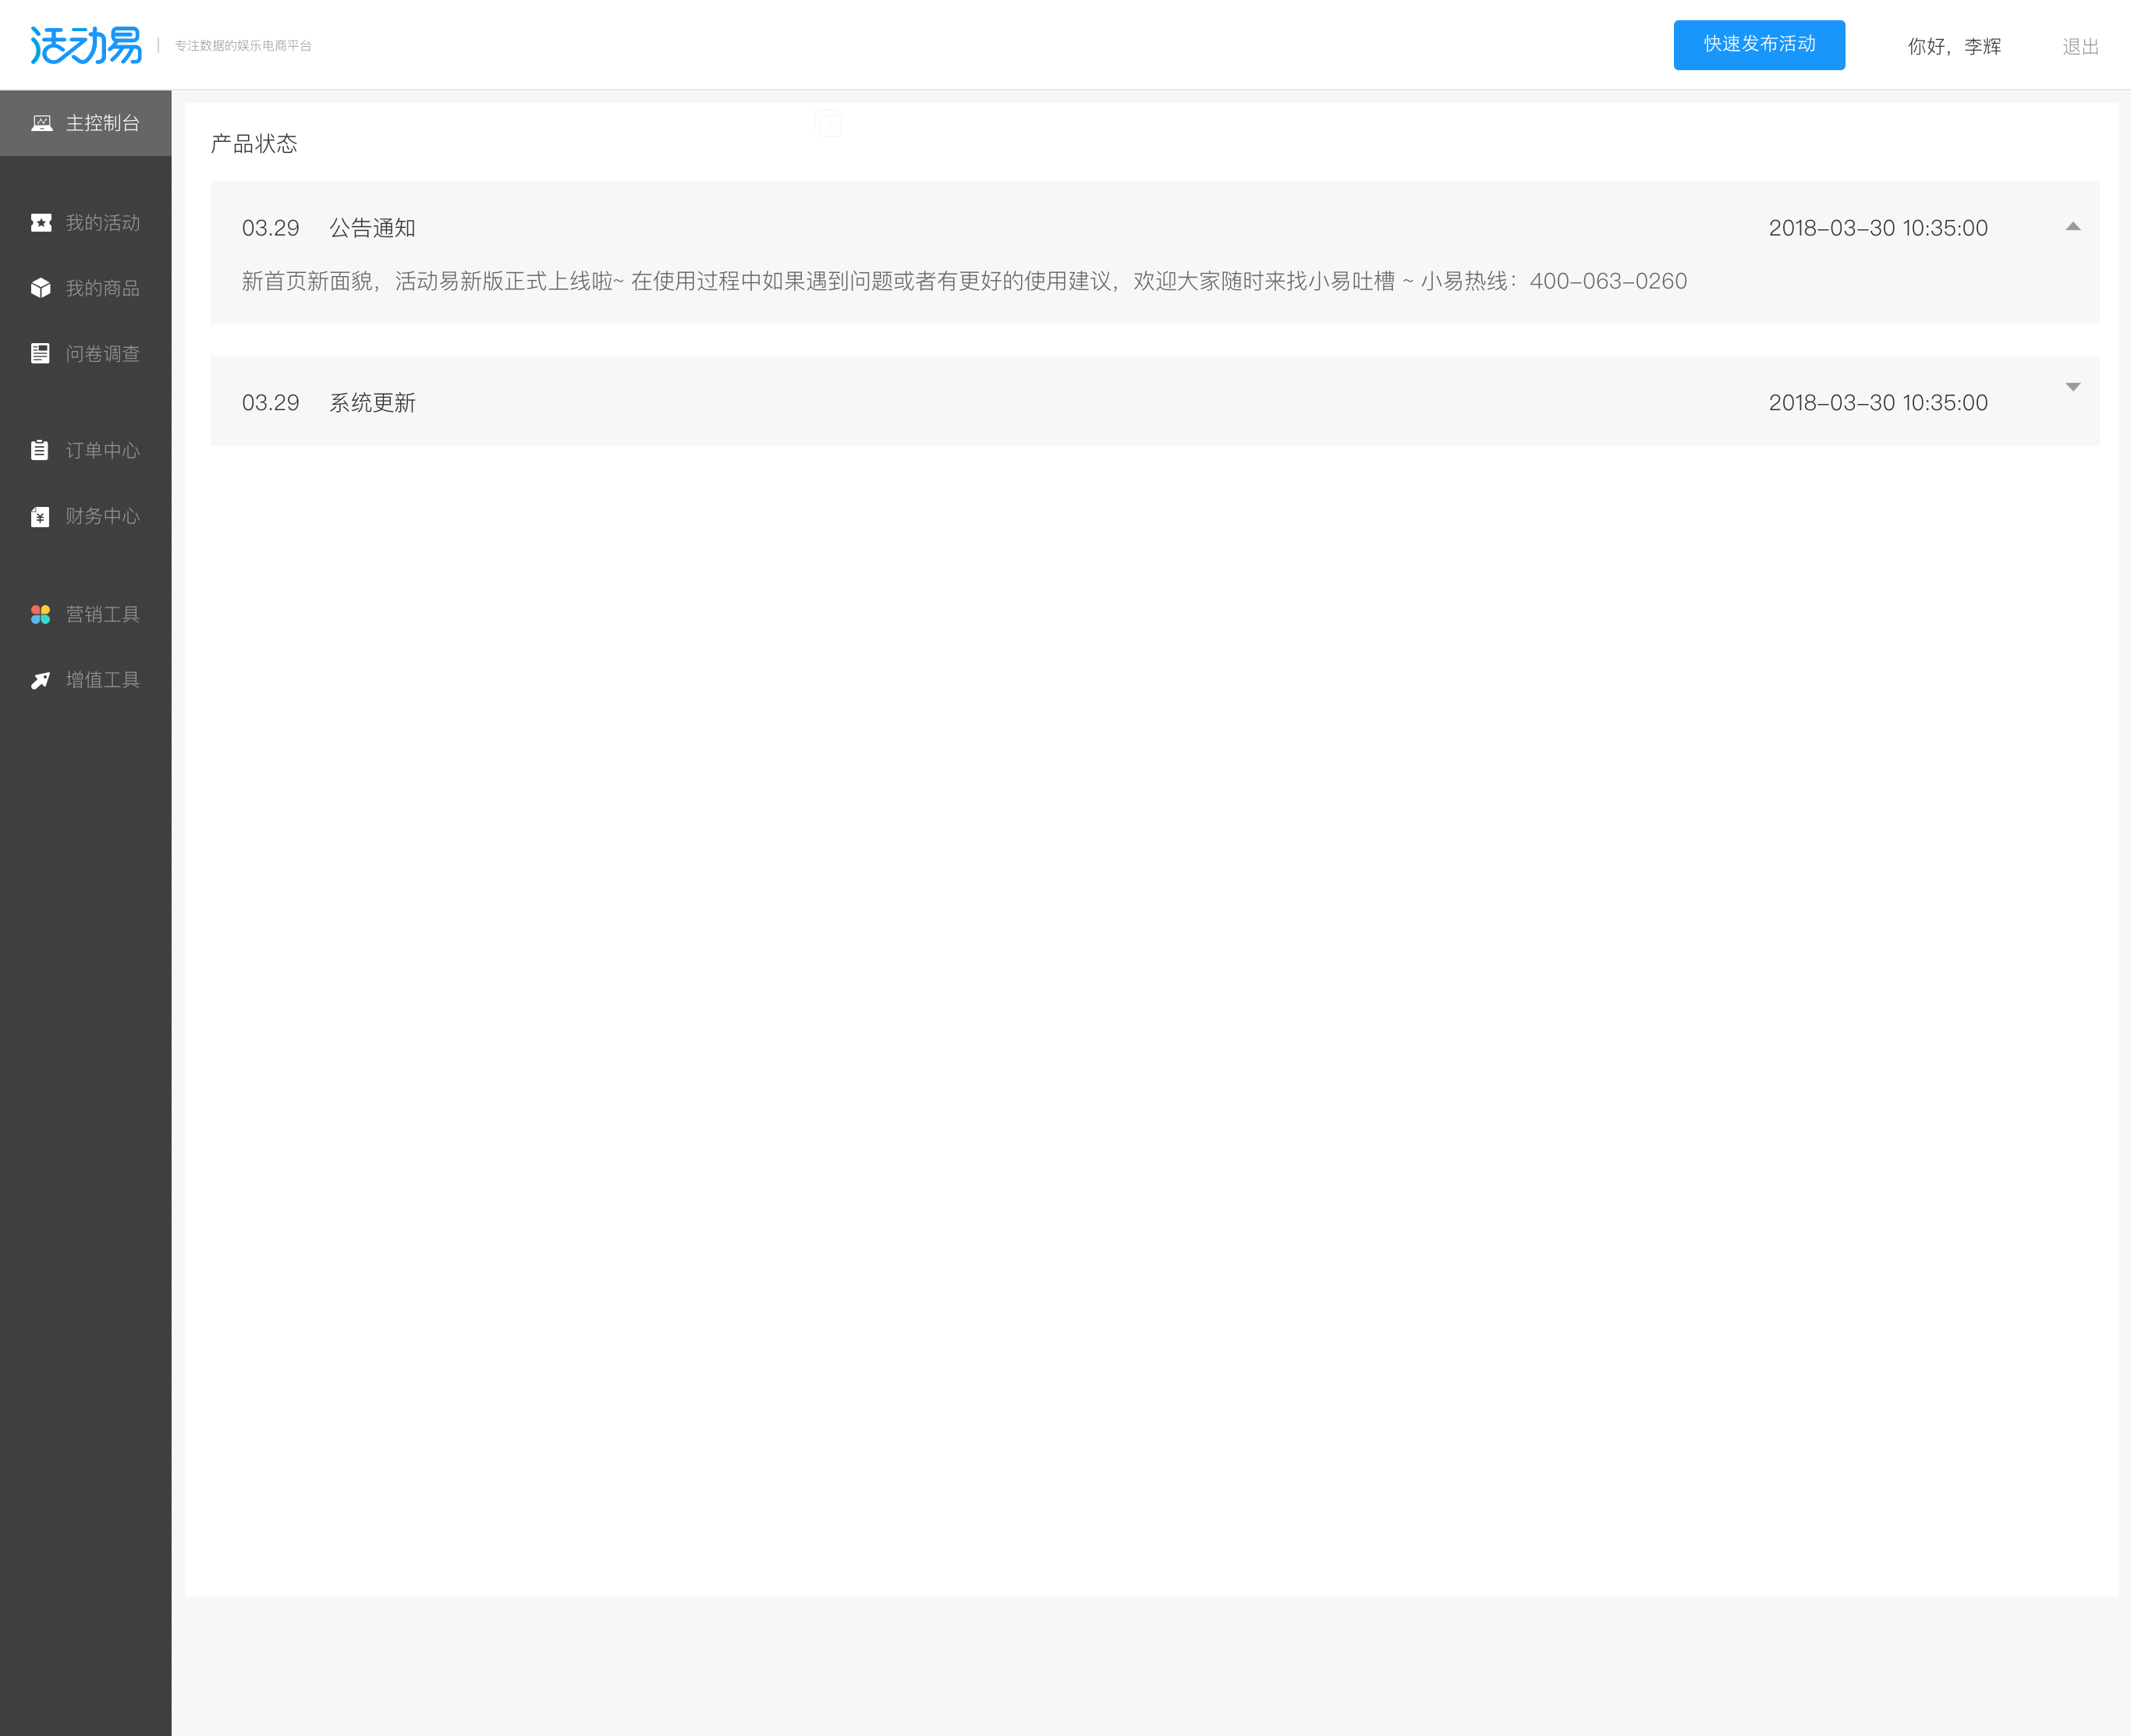 活动易 | 专注数据的娱乐电商平台
快速发布活动
你好，李辉
退出
主控制台
我的活动
我的商品
问卷调查
订单中心
财务中心
营销工具
增值工具
产品状态
03.29 公告通知 2018-03-30 10:35:00
新首页新面貌，活动易新版正式上线啦~ 在使用过程中如果遇到问题或者有更好的使用建议，欢迎大家随时来找小易吐槽 ~ 小易热线：400-063-0260
03.29 系统更新 2018-03-30 10:35:00